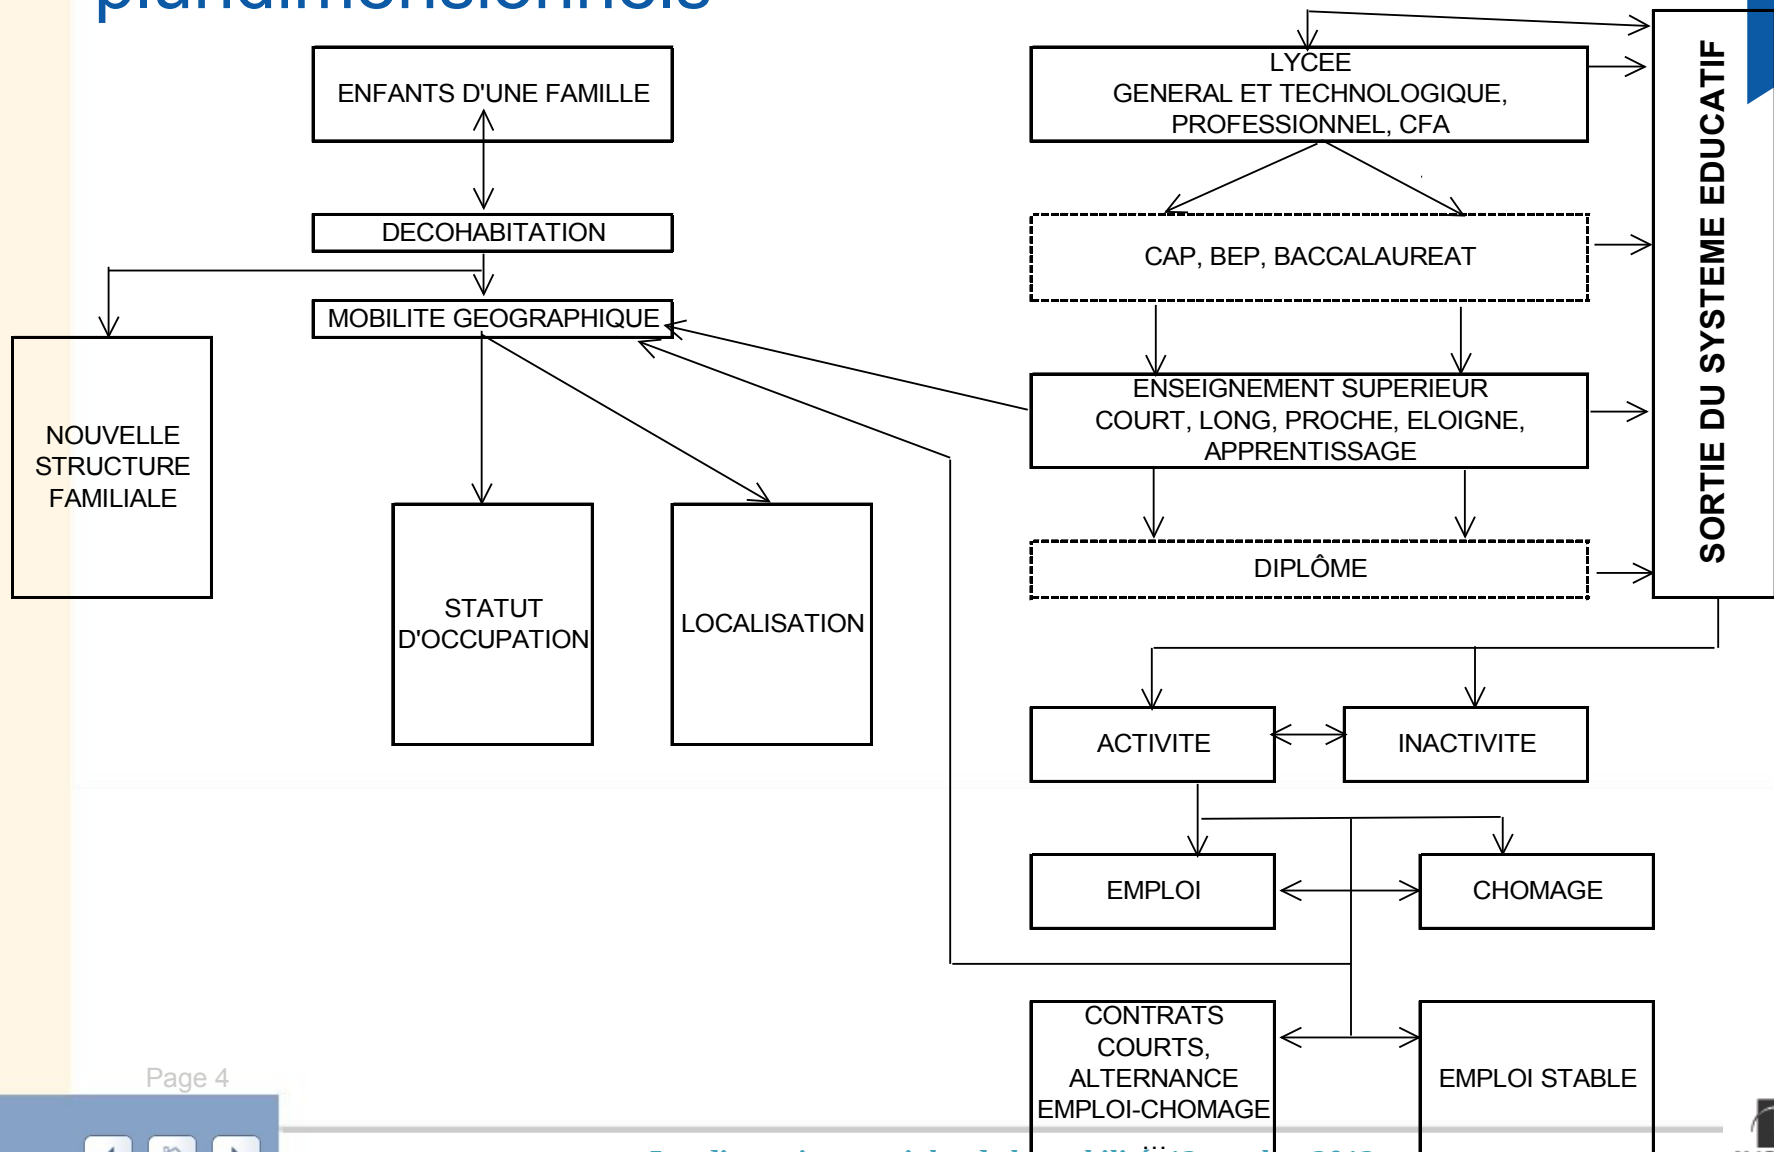 pluridimensionnels
ENFANTS D'UNE FAMILLE
DECOHABITATION
MOBILITE GEOGRAPHIQUE
NOUVELLE
STRUCTURE
FAMILIALE
STATUT
D'OCCUPATION
LOCALISATION
LYCEE
GENERAL ET TECHNOLOGIQUE,
PROFESSIONNEL, CFA
CAP, BEP, BACCALAUREAT
ENSEIGNEMENT SUPERIEUR
COURT, LONG, PROCHE, ELOIGNE,
APPRENTISSAGE
DIPLÔME
SORTIE DU SYSTEME EDUCATIF
ACTIVITE
INACTIVITE
EMPLOI
CHOMAGE
CONTRATS
COURTS,
ALTERNANCE
EMPLOI-CHOMAGE
...
EMPLOI STABLE
Page 4